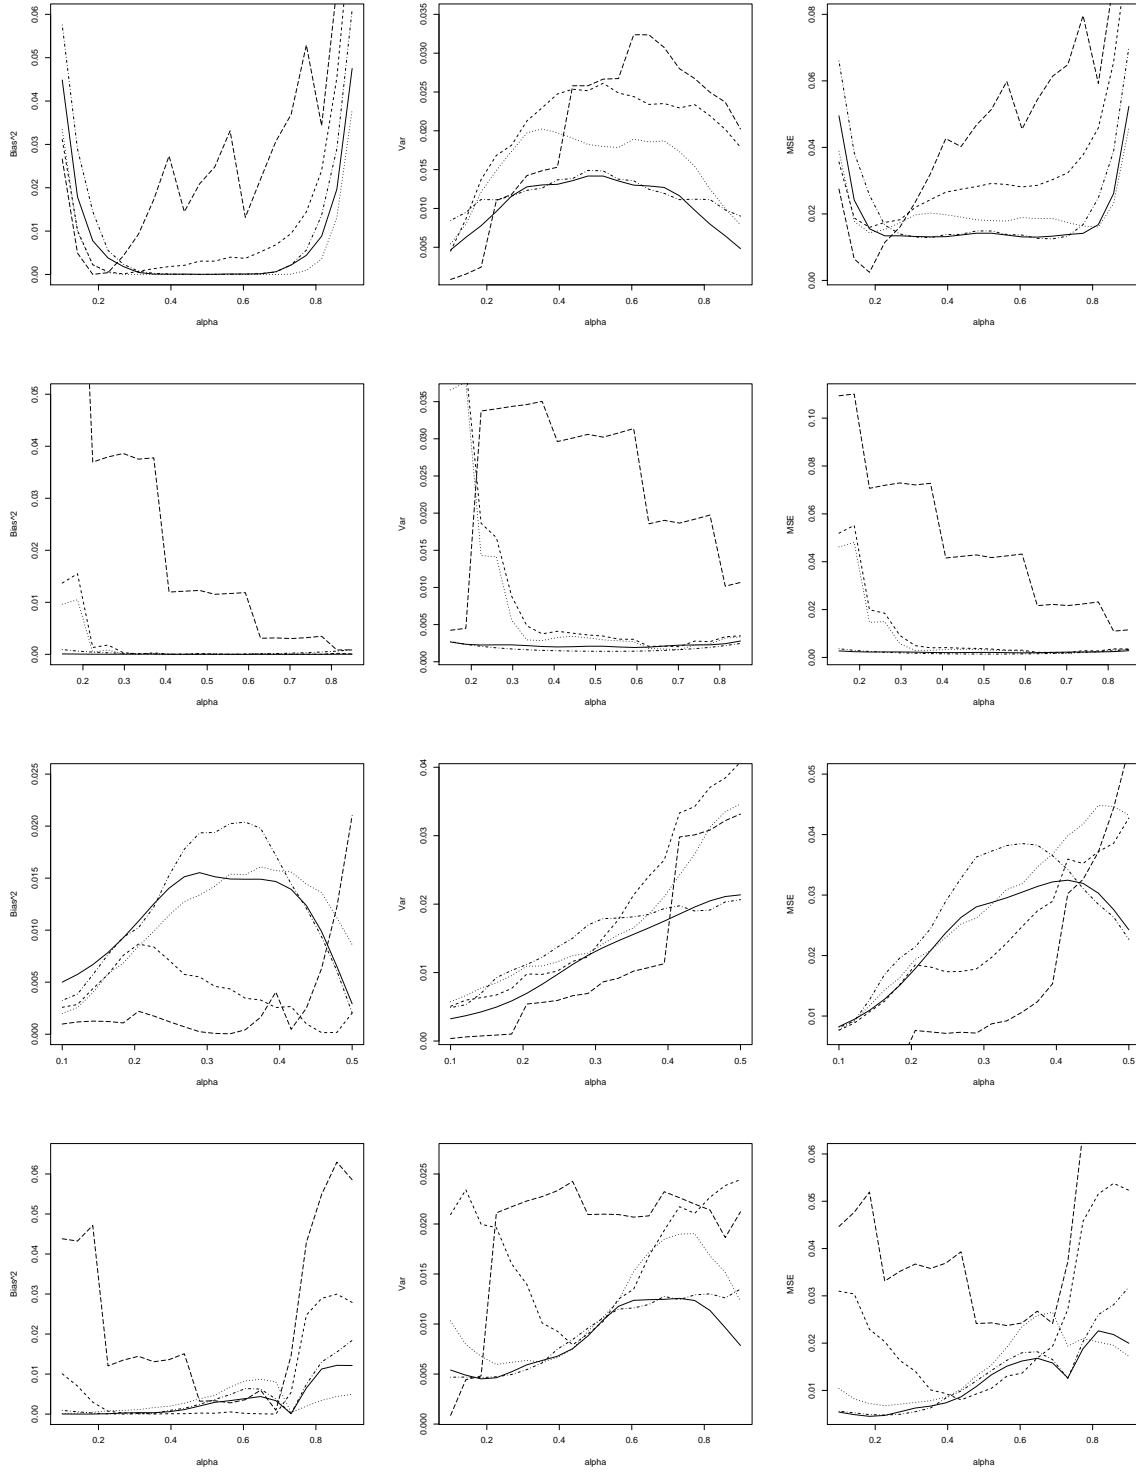 Bias^2
0.00 0.01 0.02 0.03 0.04 0.05 0.06
0.2 0.4 0.6 0.8
alpha
Var
0.005 0.010 0.015 0.020 0.025 0.030 0.035
0.2 0.4 0.6 0.8
alpha
MSE
0.00 0.02 0.04 0.06 0.08
0.2 0.4 0.6 0.8
alpha
Bias^2
0.00 0.01 0.02 0.03 0.04 0.05
0.2 0.3 0.4 0.5 0.6 0.7 0.8
alpha
Var
0.000 0.005 0.010 0.015 0.020 0.025 0.030 0.035
0.2 0.3 0.4 0.5 0.6 0.7 0.8
alpha
MSE
0.00 0.02 0.04 0.06 0.08 0.10
0.2 0.3 0.4 0.5 0.6 0.7 0.8
alpha
Bias^2
0.000 0.005 0.010 0.015 0.020 0.025
0.1 0.2 0.3 0.4 0.5
alpha
Var
0.00 0.01 0.02 0.03 0.04
0.1 0.2 0.3 0.4 0.5
alpha
MSE
0.01 0.02 0.03 0.04 0.05
0.1 0.2 0.3 0.4 0.5
alpha
Bias^2
0.00 0.01 0.02 0.03 0.04 0.05 0.06
0.2 0.4 0.6 0.8
alpha
Var
0.000 0.005 0.010 0.015 0.020 0.025
0.2 0.4 0.6 0.8
alpha
MSE
0.01 0.02 0.03 0.04 0.05 0.06
0.2 0.4 0.6 0.8
alpha